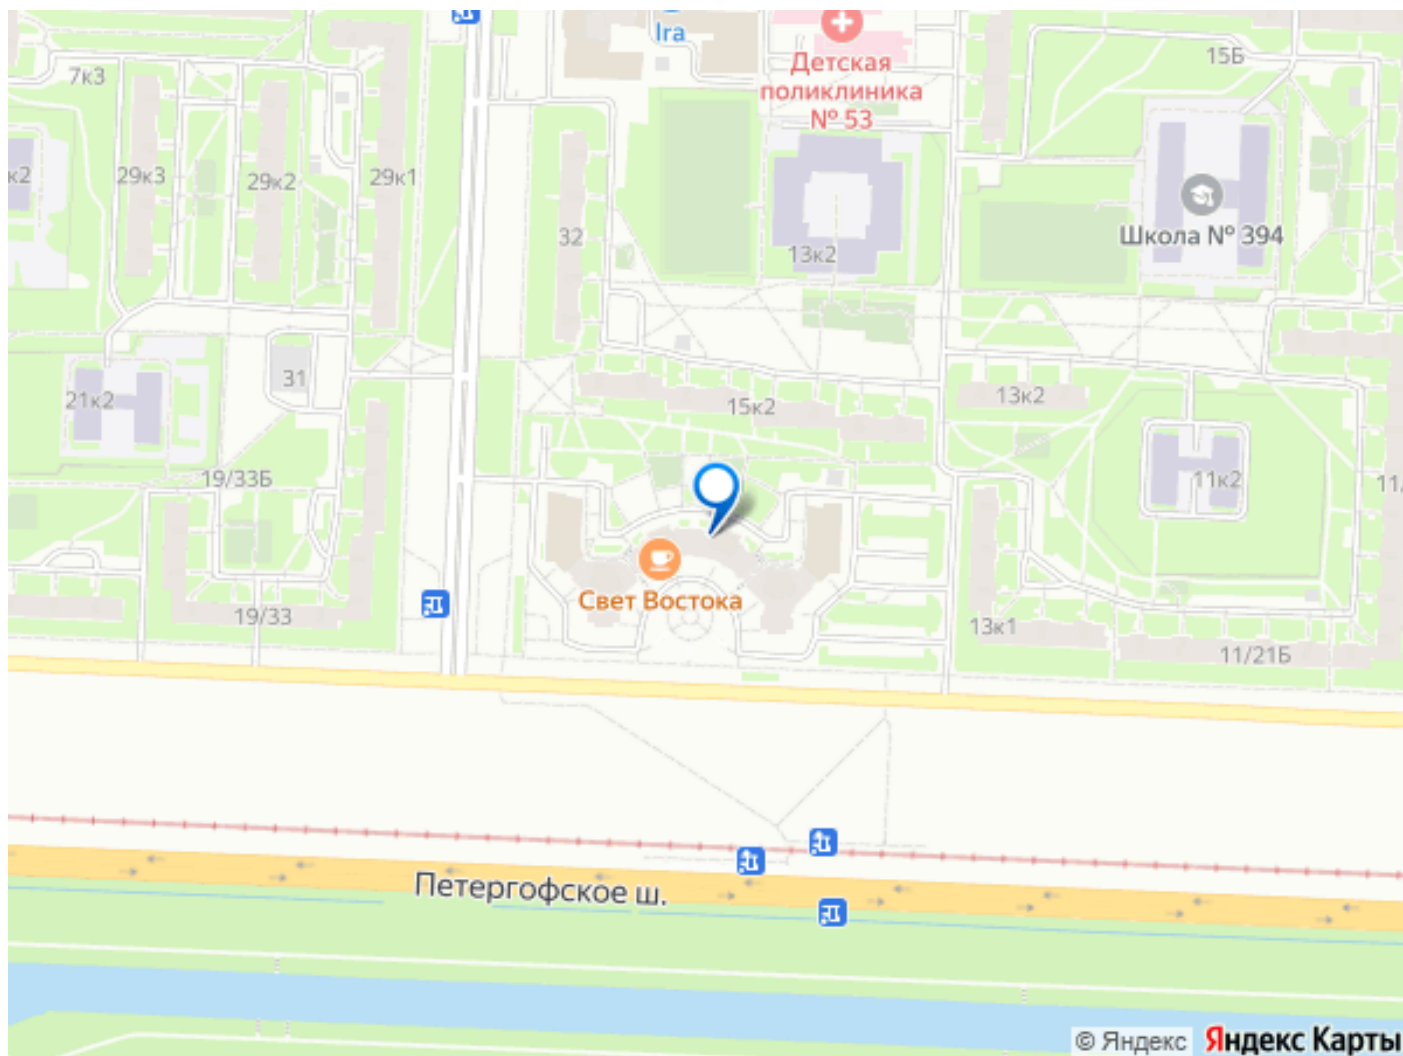 Ira
Детская
поликлиника
№ 53
15Б
7к3
к2
29к3
29к2
29к1
32
13к2
Школа № 394
31
21к2
15к2
13к2
19/33Б
11к2
11/
Свет Востока
19/33
13к1
11/21Б
Петергофское ш.
© Яндекс Яндекс Карты